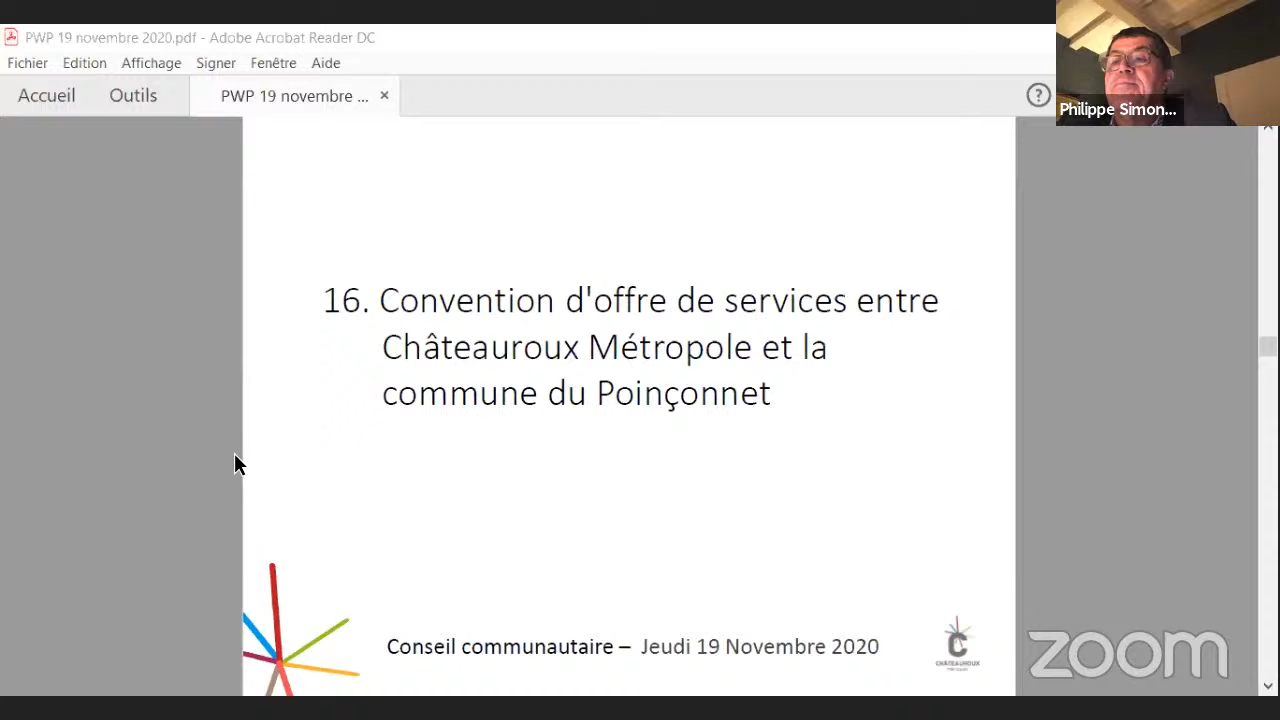 PWP 19 novembre 2020.pdf - Adobe Acrobat Reader DC
Fichier Edition Affichage Signer Fenêtre Aide
Accueil Outils PWP 19 novembre ... ×
?
Philippe Simon...
16. Convention d'offre de services entre
Châteauroux Métropole et la
commune du Poinçonnet
Conseil communautaire – Jeudi 19 Novembre 2020
C
CHÂTEAUROUX
zoom